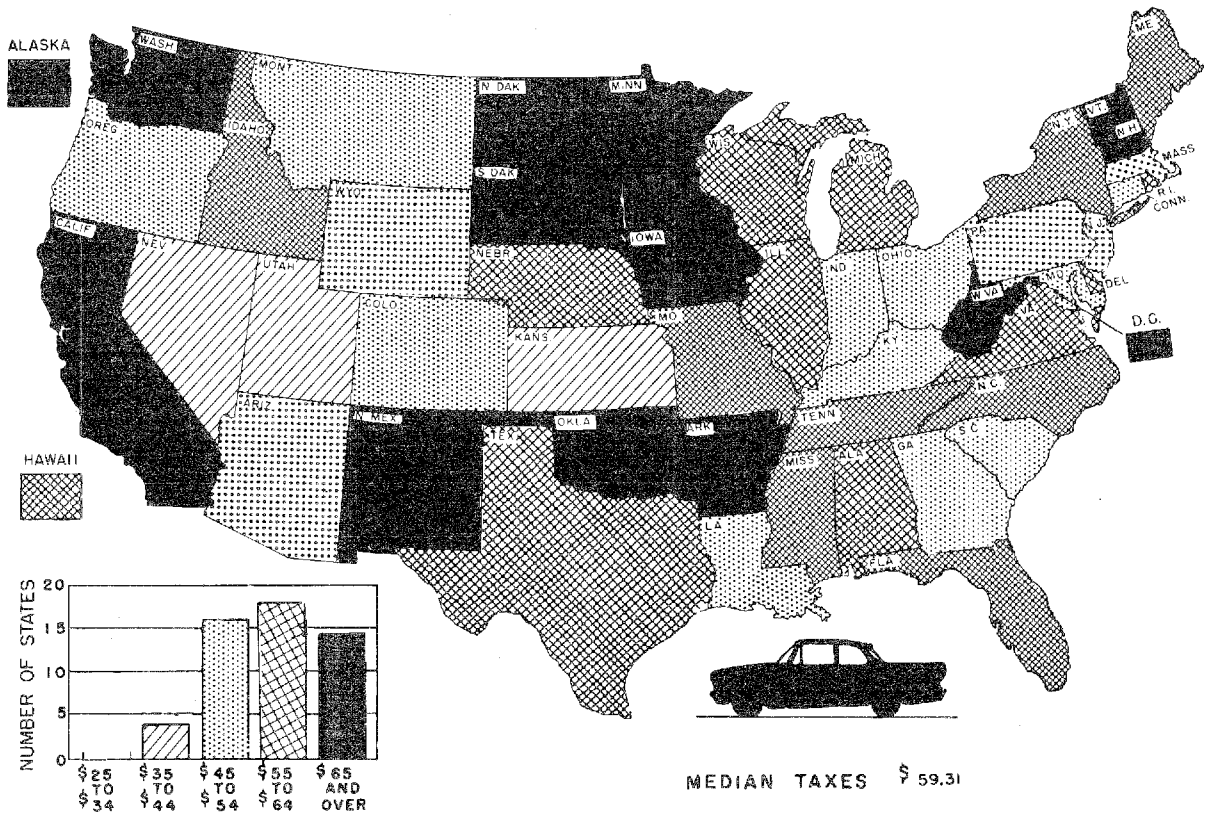 ALASKA
WASH
MONT
N DAK
MINN
ME
OREG
IDAHO
S DAK
WIS
MICH
N.Y.
VT.
N.H.
MASS
R.I.
CONN.
WYO
CALIF
NEV
UTAH
NEBR
IOWA
ILL
IND
OHIO
PA
N.J.
DEL
COLO
KANS
MO
KY
W.VA
VA
MD
D.C.
ARIZ
N MEX
OKLA
TEX
ARK
TENN
N.C.
S.C.
MISS
ALA
GA
LA
FLA
HAWAII
NUMBER OF STATES
20
15
10
5
0
$25 TO $34
$35 TO $44
$45 TO $54
$55 TO $64
$65 AND OVER
MEDIAN TAXES $ 59.31